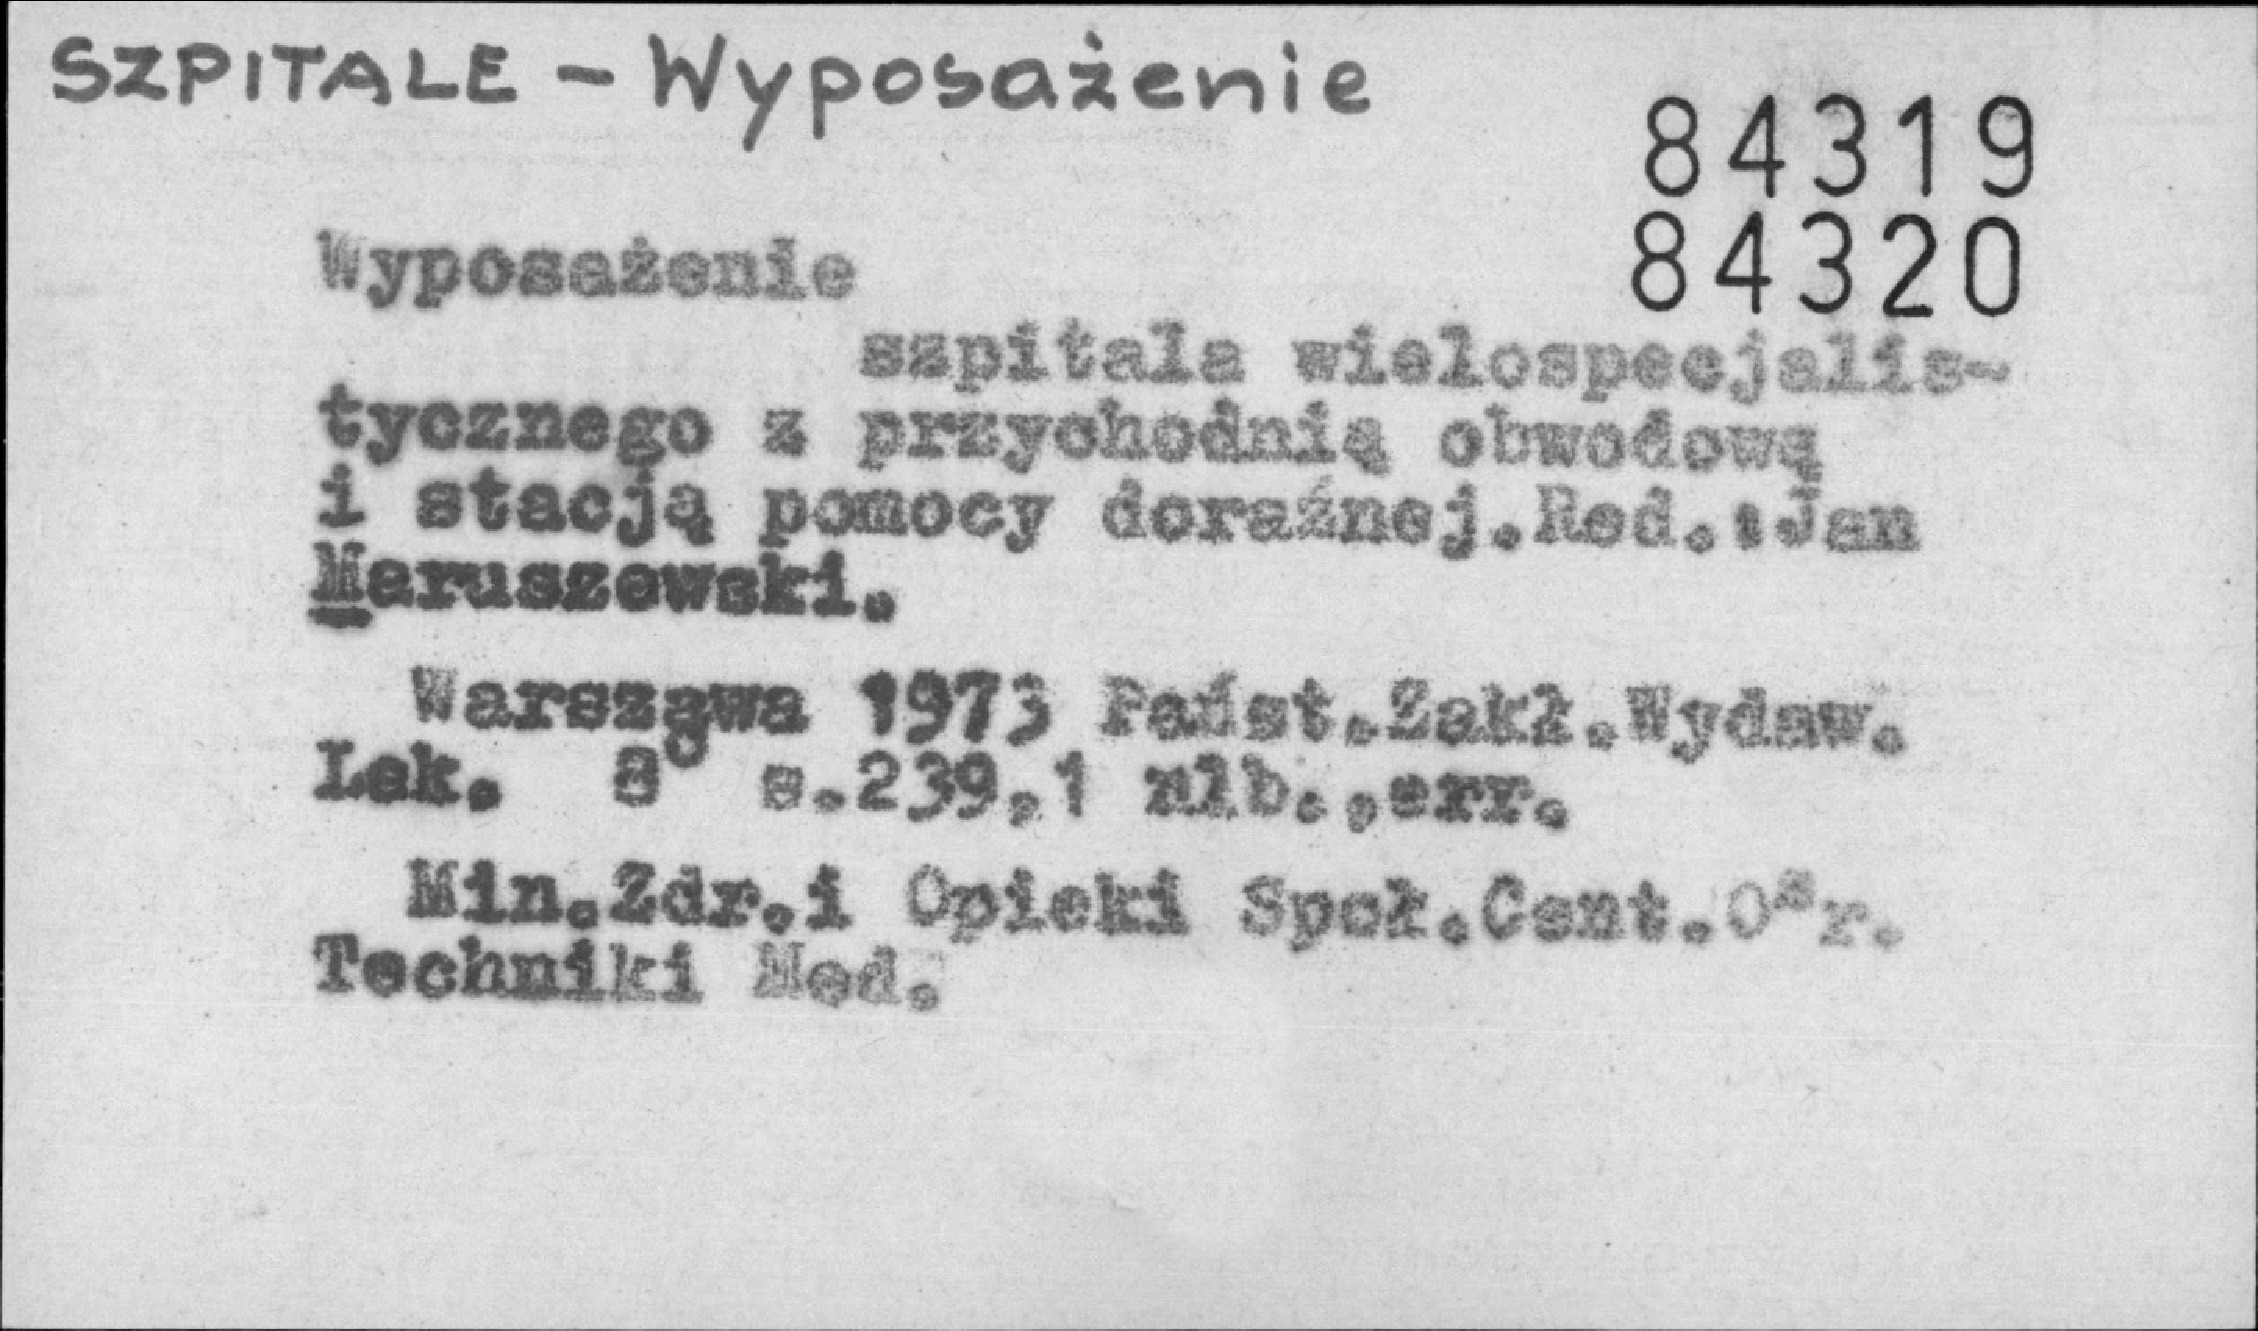 SZPITALE - Wyposażenie
84319
84320
Wyposażenie
szpitala wielospecjalis-
tycznego z przychodnią obwodową
i stacją pomocy doraźnej.Red.:Jan
Maruszewski.
Warszawa 1973 Państ.Zakł.Wydaw.
Lek. 8° s.239,1 nlb.,err.
Min.Zdr.i Opieki Społ.Cent.Ośr.
Techniki Med.